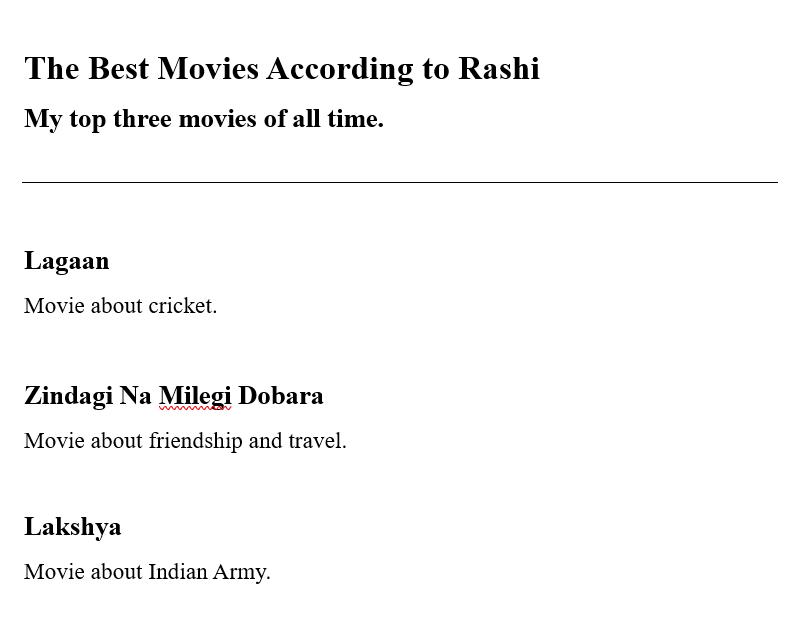 The Best Movies According to Rashi
My top three movies of all time.
Lagaan
Movie about cricket.
Zindagi Na Milegi Dobara
Movie about friendship and travel.
Lakshya
Movie about Indian Army.